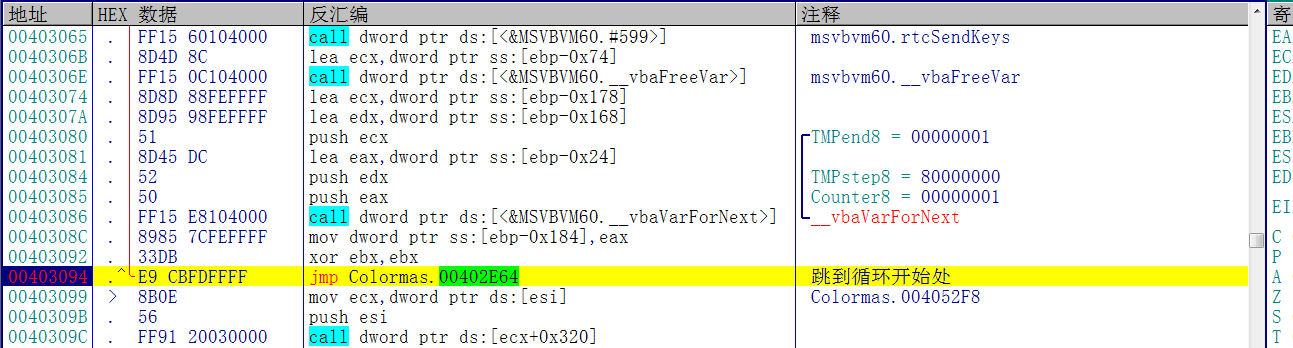 地址 HEX 数据 反汇编 注释 寄
00403065 . FF15 60104000 call dword ptr ds:[<&MSVBVM60.#599>] msvbvm60.rtcSendKeys EA
0040306B . 8D4D 8C lea ecx,dword ptr ss:[ebp-0x74] EC
0040306E . FF15 0C104000 call dword ptr ds:[<&MSVBVM60.__vbaFreeVar>] msvbvm60.__vbaFreeVar ED
00403074 . 8D8D 88FEFFFF lea ecx,dword ptr ss:[ebp-0x178] EB
0040307A . 8D95 98FEFFFF lea edx,dword ptr ss:[ebp-0x168] ES
00403080 . 51 push ecx TMPend8 = 00000001 EB
00403081 . 8D45 DC lea eax,dword ptr ss:[ebp-0x24] ES
00403084 . 52 push edx TMPstep8 = 80000000 ED
00403085 . 50 push eax Counter8 = 00000001
00403086 . FF15 E8104000 call dword ptr ds:[<&MSVBVM60.__vbaVarForNext>] __vbaVarForNext EI
0040308C . 8985 7CFEFFFF mov dword ptr ss:[ebp-0x184],eax C
00403092 . 33DB xor ebx,ebx P
00403094 .^ E9 CBFDFFFF jmp Colormas.00402E64 跳到循环开始处 A
00403099 > 8B0E mov ecx,dword ptr ds:[esi] Colormas.004052F8 Z
0040309B . 56 push esi S
0040309C . FF91 20030000 call dword ptr ds:[ecx+0x320] T